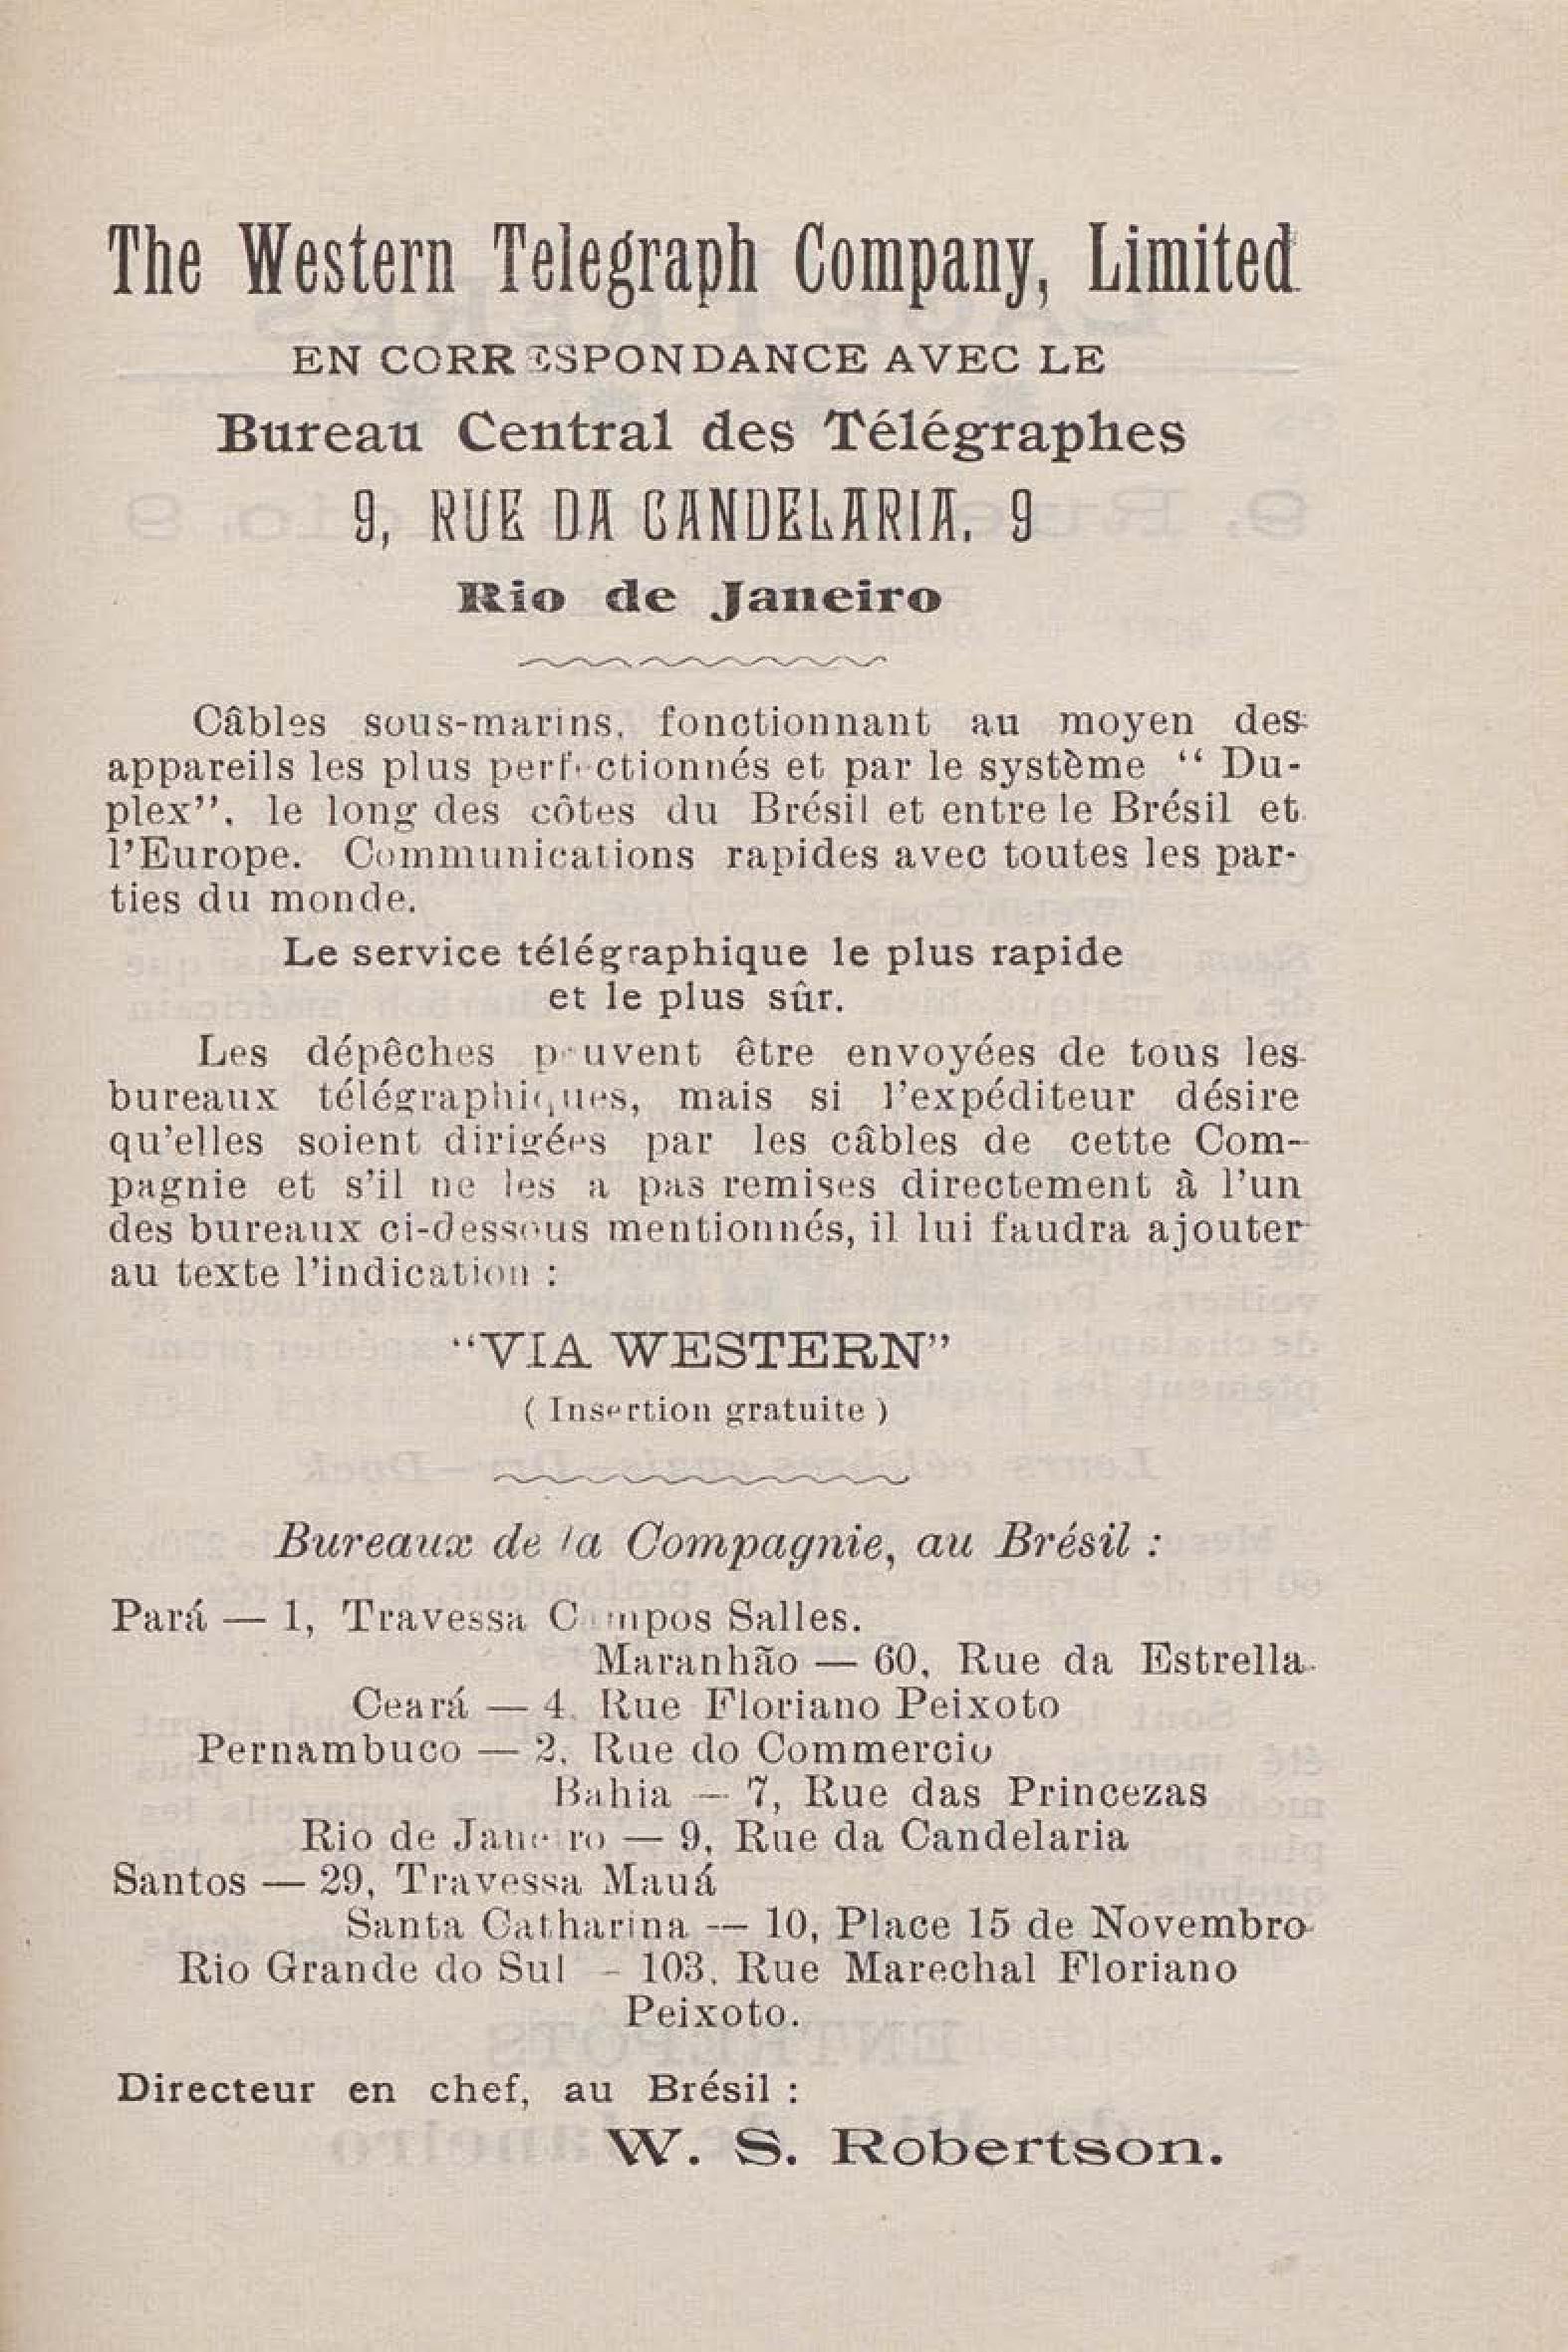 The Western Telegraph Company, Limited
EN CORRESPONDANCE AVEC LE
Bureau Central des Télégraphes
9, RUE DA CANDELARIA, 9
Rio de Janeiro
Câbles sous-marins, fonctionnant au moyen des
appareils les plus perfectionnés et par le système “ Du-
plex”, le long des côtes du Brésil et entre le Brésil et
l’Europe. Communications rapides avec toutes les par-
ties du monde.
Le service télégraphique le plus rapide
et le plus sûr.
Les dépêches peuvent être envoyées de tous les
bureaux télégraphiques, mais si l’expéditeur désire
qu’elles soient dirigées par les câbles de cette Com-
pagnie et s’il ne les a pas remises directement à l’un
des bureaux ci-dessous mentionnés, il lui faudra ajouter
au texte l’indication :
“VIA WESTERN”
( Insertion gratuite )
Bureaux de la Compagnie, au Brésil :
Pará — 1, Travessa Campos Salles.
Maranhão — 60, Rue da Estrella
Ceará — 4, Rue Floriano Peixoto
Pernambuco — 2, Rue do Commercio
Bahia — 7, Rue das Princezas
Rio de Janeiro — 9, Rue da Candelaria
Santos — 29, Travessa Mauá
Santa Catharina — 10, Place 15 de Novembro
Rio Grande do Sul – 103, Rue Marechal Floriano
Peixoto.
Directeur en chef, au Brésil :
W. S. Robertson.